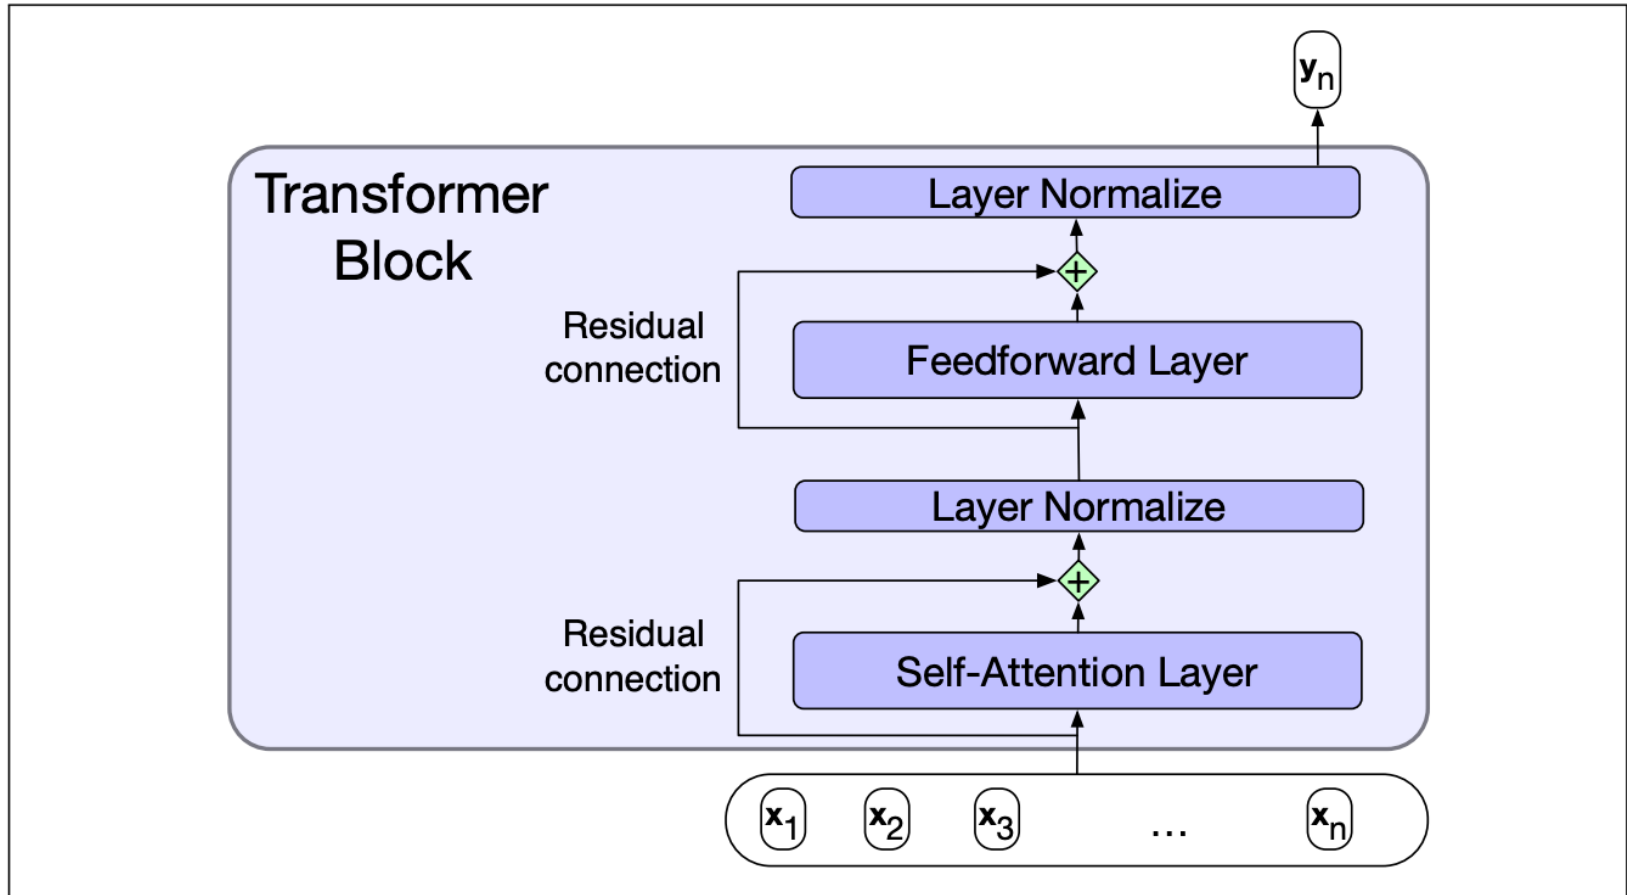 yn
Transformer
Block
Layer Normalize
+
Residual
connection
Feedforward Layer
Layer Normalize
+
Residual
connection
Self-Attention Layer
x1 x2 x3 ... xn